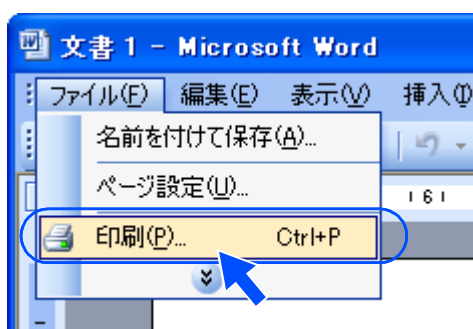 文書 1 - Microsoft Word
ファイル(F) 編集(E) 表示(V) 挿入(I
名前を付けて保存(A)...
ページ設定(U)...
6
印刷(P)... Ctrl+P